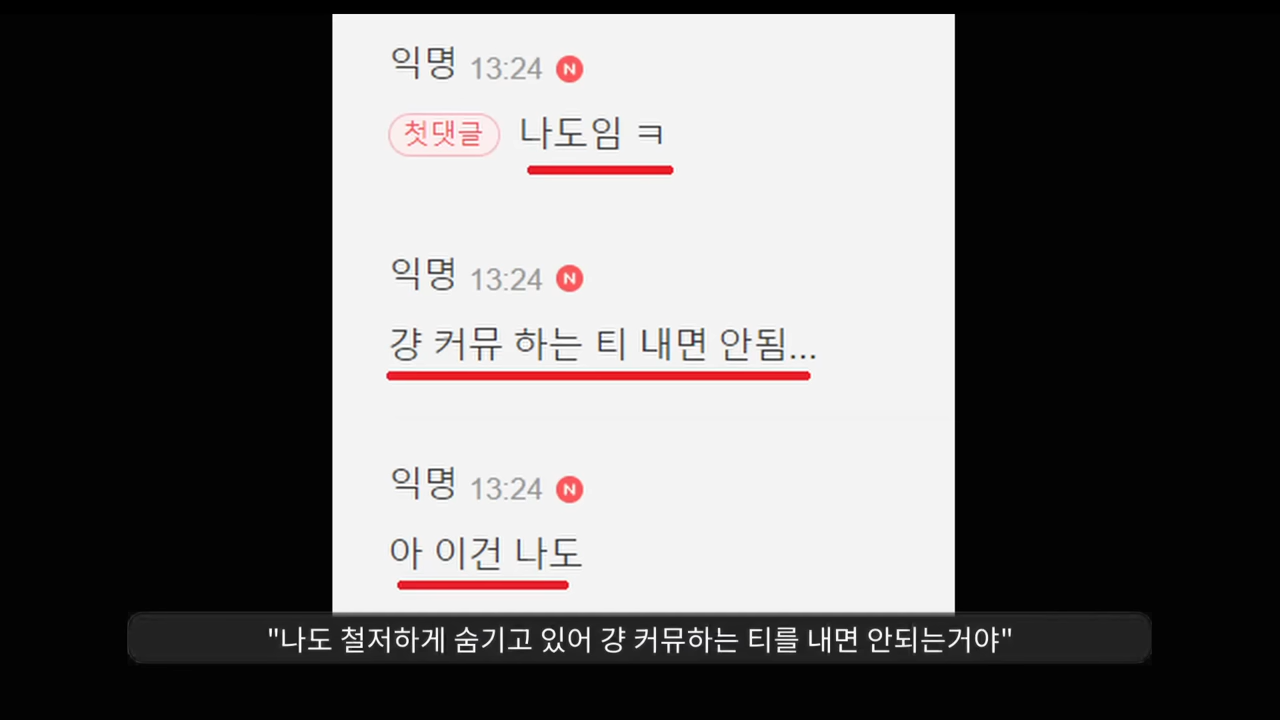 익명 13:24 N
첫댓글 나도임 ㅋ
익명 13:24 N
걍 커뮤 하는 티 내면 안됨...
익명 13:24 N
아 이건 나도
"나도 철저하게 숨기고 있어 걍 커뮤하는 티를 내면 안되는거야"